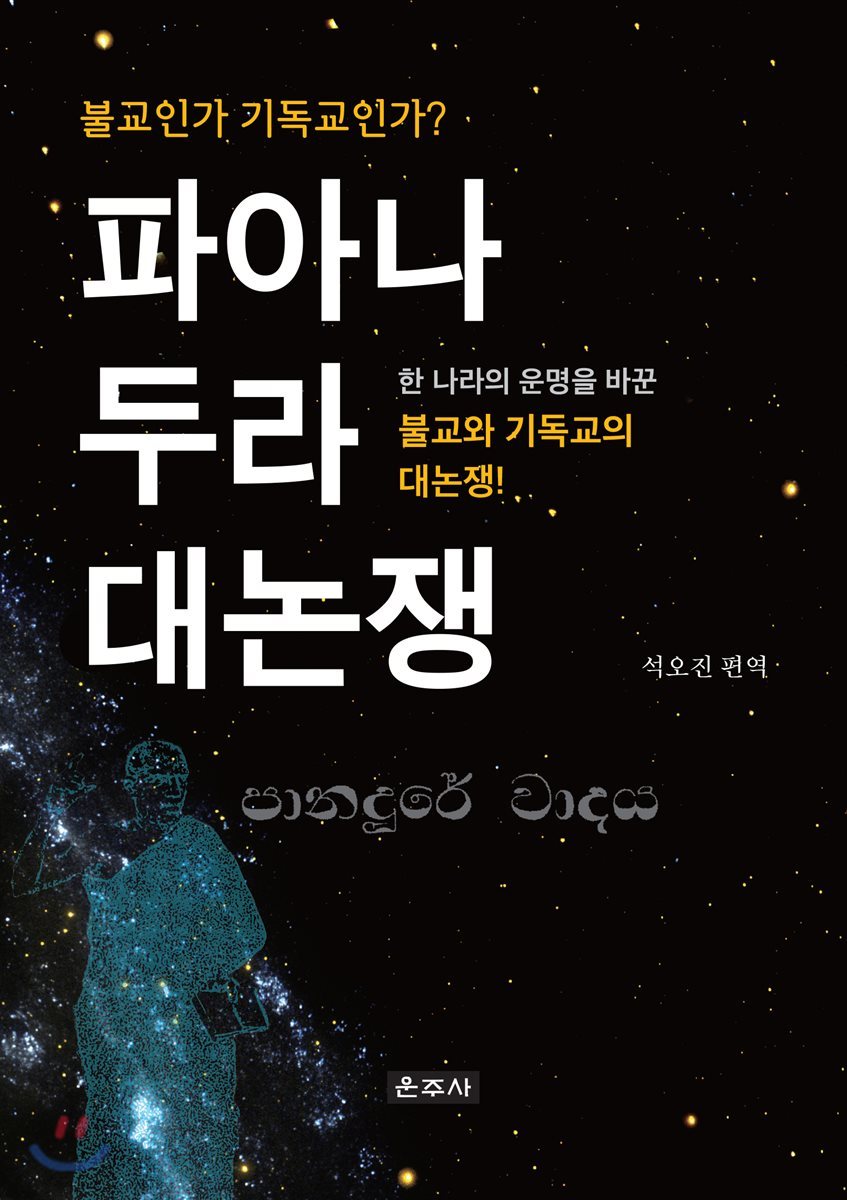 불교인가 기독교인가?
파아나
두라
대논쟁
한 나라의 운명을 바꾼
불교와 기독교의
대논쟁!
석오진 편역
පානදුරේ වාදය
운주사